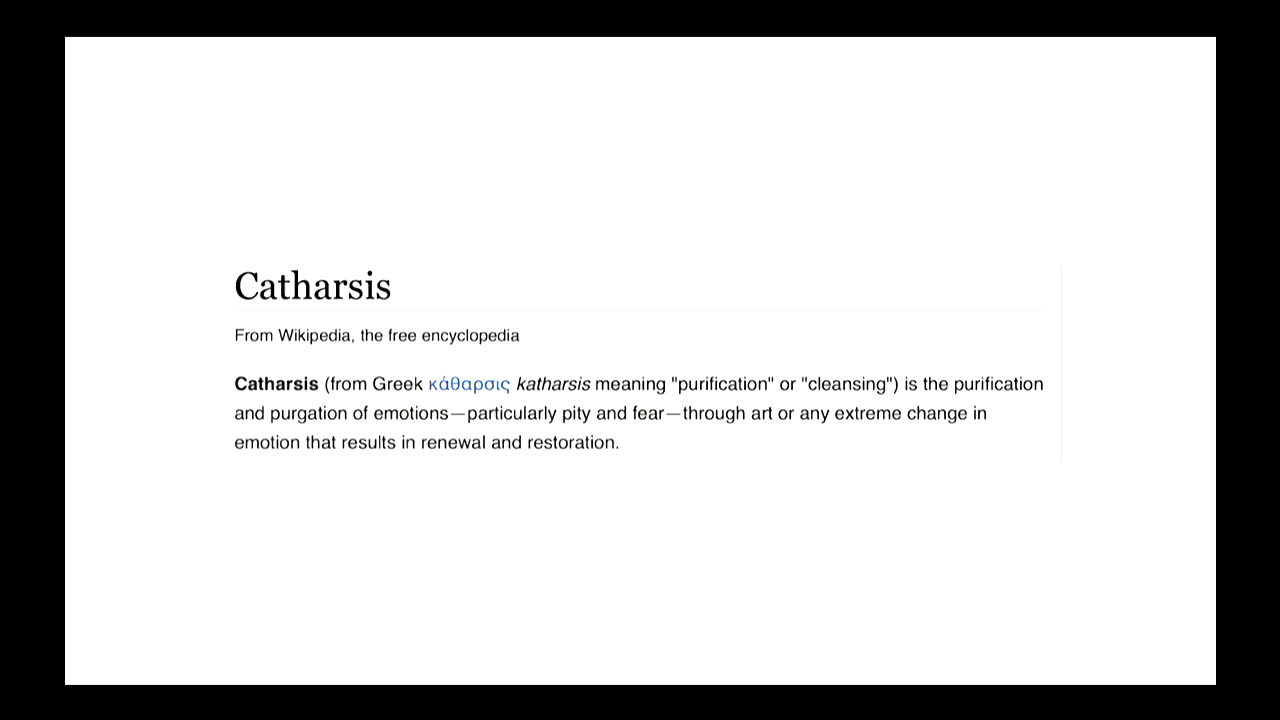 Catharsis
From Wikipedia, the free encyclopedia
Catharsis (from Greek κάθαρσις katharsis meaning "purification" or "cleansing") is the purification
and purgation of emotions—particularly pity and fear—through art or any extreme change in
emotion that results in renewal and restoration.